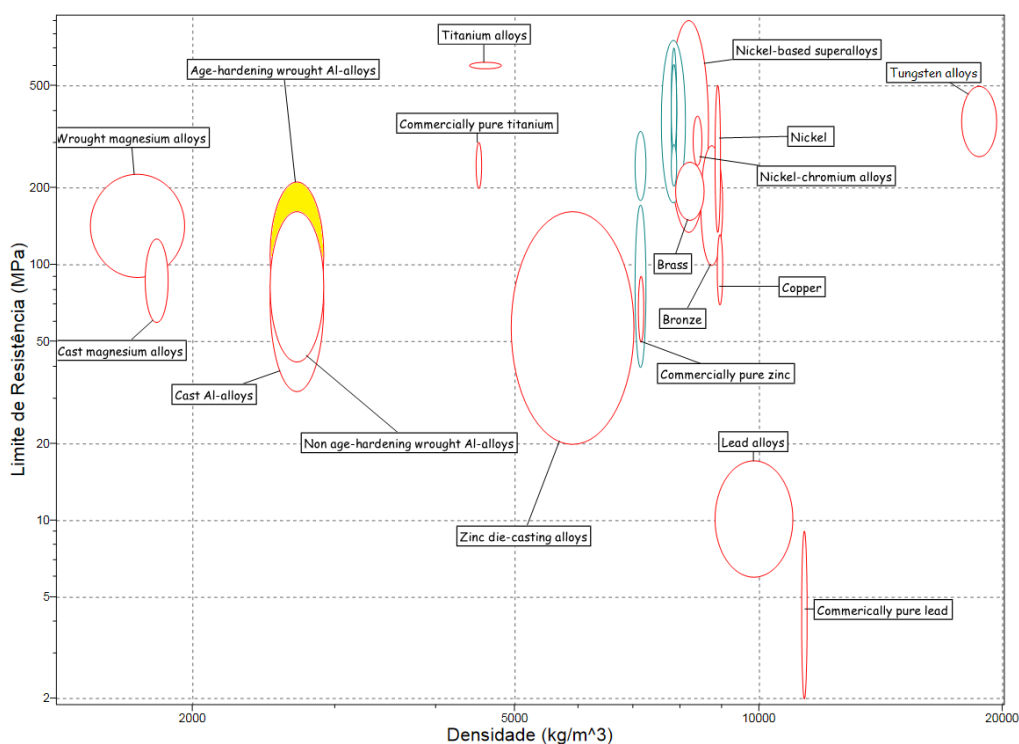 Titanium alloys
Nickel-based superalloys
Age-hardening wrought Al-alloys
Tungsten alloys
500
Commercially pure titanium
Wrought magnesium alloys
Nickel
Nickel-chromium alloys
200
100
Brass
Copper
Bronze
50
Cast magnesium alloys
Commercially pure zinc
Cast Al-alloys
Non age-hardening wrought Al-alloys
Lead alloys
20
Zinc die-casting alloys
10
5
Commerically pure lead
2
Limite de Resistência (MPa)
2000
5000
10000
20000
Densidade (kg/m^3)